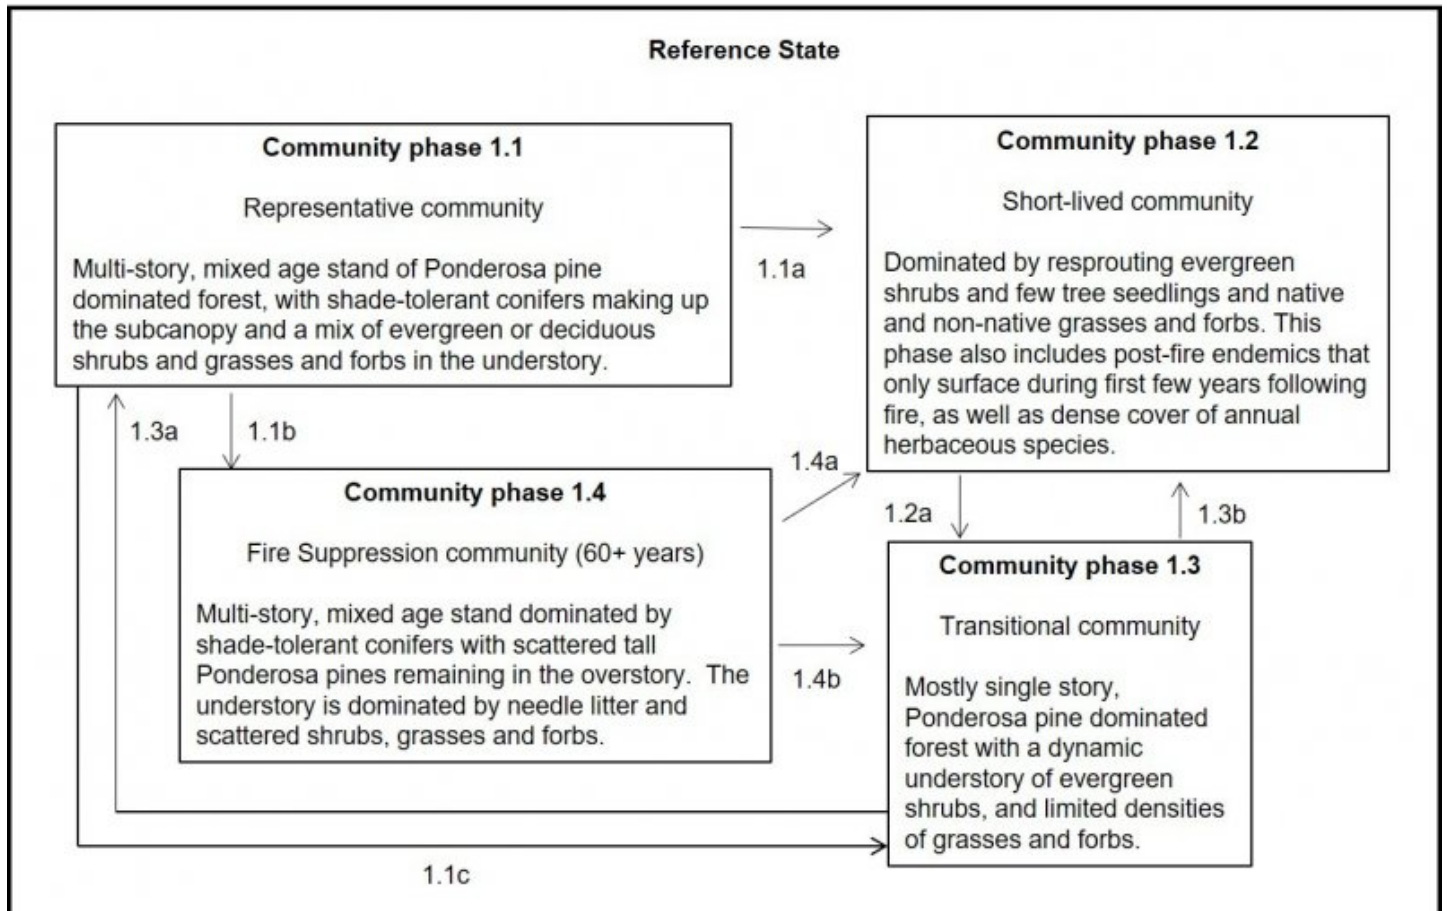 Reference State
Community phase 1.1
Representative community
Multi-story, mixed age stand of Ponderosa pine
dominated forest, with shade-tolerant conifers making up
the subcanopy and a mix of evergreen or deciduous
shrubs and grasses and forbs in the understory.
1.1a
Community phase 1.2
Short-lived community
Dominated by resprouting evergreen
shrubs and few tree seedlings and native
and non-native grasses and forbs. This
phase also includes post-fire endemics that
only surface during first few years following
fire, as well as dense cover of annual
herbaceous species.
1.3a
1.1b
1.4a
1.2a
1.3b
Community phase 1.4
Fire Suppression community (60+ years)
Multi-story, mixed age stand dominated by
shade-tolerant conifers with scattered tall
Ponderosa pines remaining in the overstory. The
understory is dominated by needle litter and
scattered shrubs, grasses and forbs.
1.4b
Community phase 1.3
Transitional community
Mostly single story,
Ponderosa pine dominated
forest with a dynamic
understory of evergreen
shrubs, and limited densities
of grasses and forbs.
1.1c